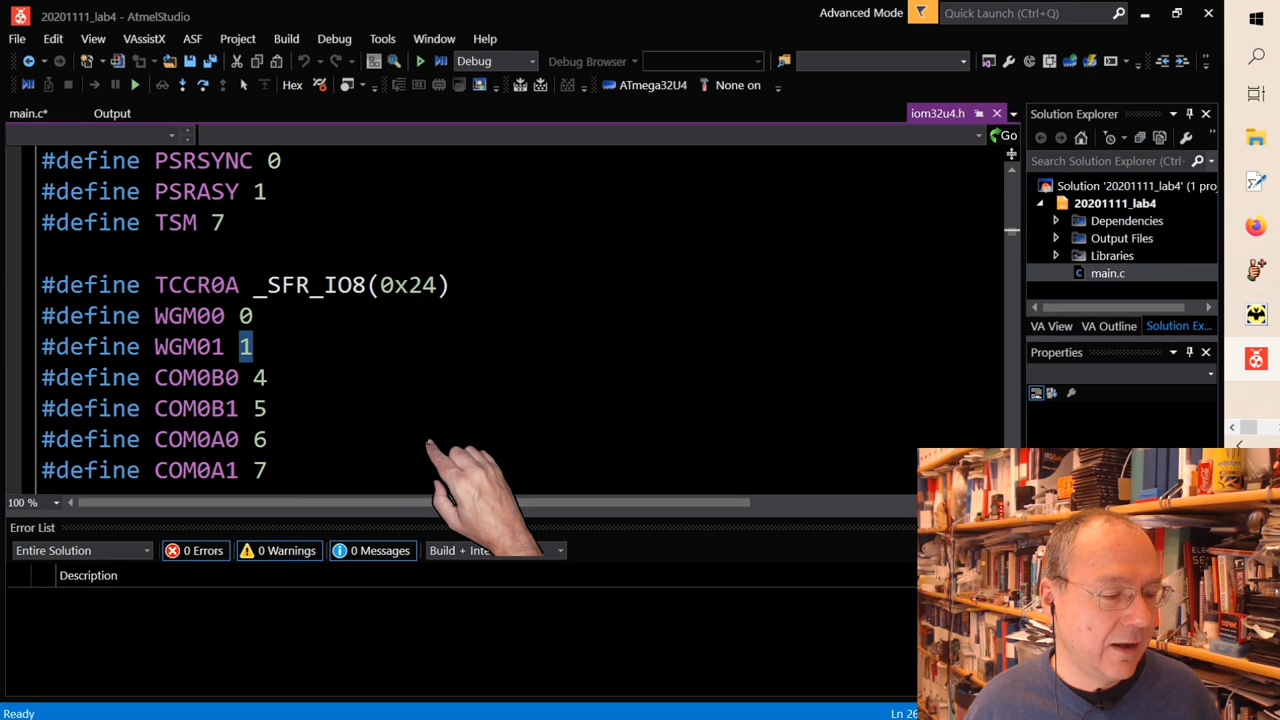 20201111_lab4 - AtmelStudio
Advanced Mode
Quick Launch (Ctrl+Q)
File Edit View VAssistX ASF Project Build Debug Tools Window Help
Debug
Debug Browser
Hex
ATmega32U4
None on
main.c*
Output
iom32u4.h
Go
#define PSRSYNC 0
#define PSRASY 1
#define TSM 7
#define TCCR0A _SFR_IO8(0x24)
#define WGM00 0
#define WGM01 1
#define COM0B0 4
#define COM0B1 5
#define COM0A0 6
#define COM0A1 7
100 %
Solution Explorer
Search Solution Explorer (Ctrl-
Solution '20201111_lab4' (1 proj
20201111_lab4
Dependencies
Output Files
Libraries
main.c
VA View VA Outline Solution Ex...
Properties
Error List
Entire Solution
0 Errors
0 Warnings
0 Messages
Build + Inte
Description
Ready
Ln 26